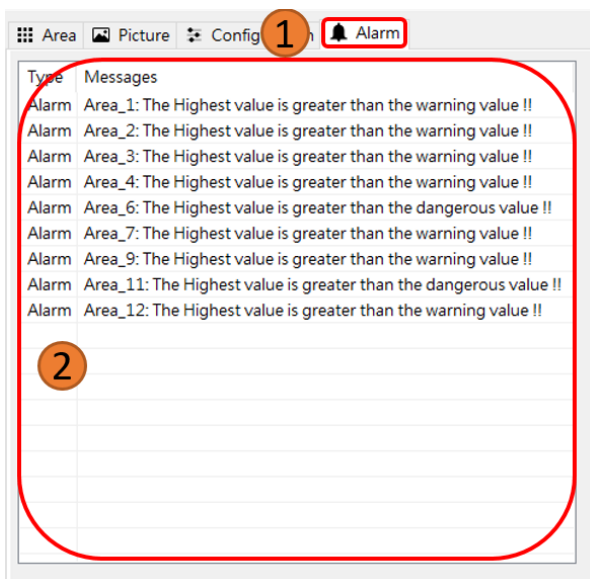 Area Picture Config n Alarm
1
Type Messages
Alarm Area_1: The Highest value is greater than the warning value !!
Alarm Area_2: The Highest value is greater than the warning value !!
Alarm Area_3: The Highest value is greater than the warning value !!
Alarm Area_4: The Highest value is greater than the warning value !!
Alarm Area_6: The Highest value is greater than the dangerous value !!
Alarm Area_7: The Highest value is greater than the warning value !!
Alarm Area_9: The Highest value is greater than the warning value !!
Alarm Area_11: The Highest value is greater than the dangerous value !!
Alarm Area_12: The Highest value is greater than the warning value !!
2